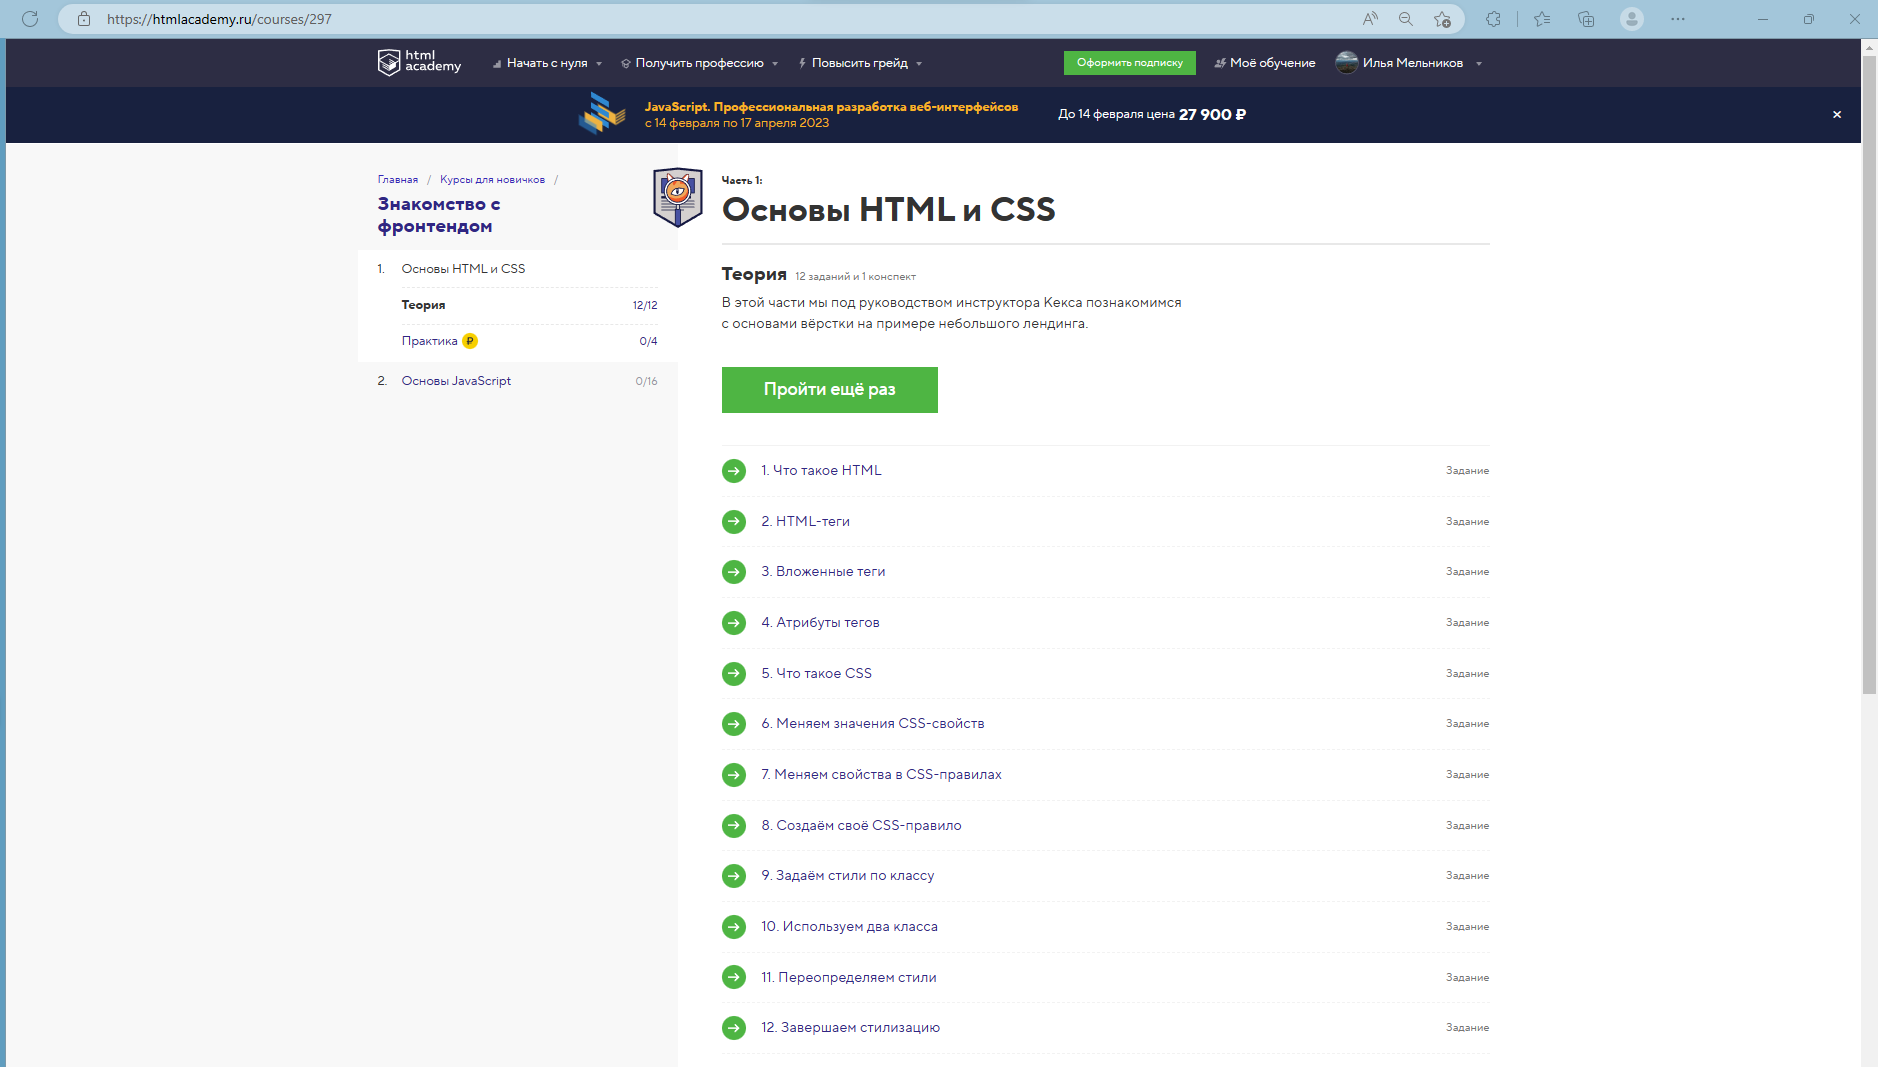 https://htmlacademy.ru/courses/297
html academy
Начать с нуля
Получить профессию
Повысить грейд
Оформить подписку
Моё обучение
Илья Мельников
JavaScript. Профессиональная разработка веб-интерфейсов
с 14 февраля по 17 апреля 2023
До 14 февраля цена 27 900 ₽
Главная / Курсы для новичков /
Знакомство с
фронтендом
1. Основы HTML и CSS
Теория 12/12
Практика ₽ 0/4
2. Основы JavaScript 0/16
Часть 1:
Основы HTML и CSS
Теория 12 заданий и 1 конспект
В этой части мы под руководством инструктора Кекса познакомимся
с основами вёрстки на примере небольшого лендинга.
Пройти ещё раз
1. Что такое HTML Задание
2. HTML-теги Задание
3. Вложенные теги Задание
4. Атрибуты тегов Задание
5. Что такое CSS Задание
6. Меняем значения CSS-свойств Задание
7. Меняем свойства в CSS-правилах Задание
8. Создаём своё CSS-правило Задание
9. Задаём стили по классу Задание
10. Используем два класса Задание
11. Переопределяем стили Задание
12. Завершаем стилизацию Задание